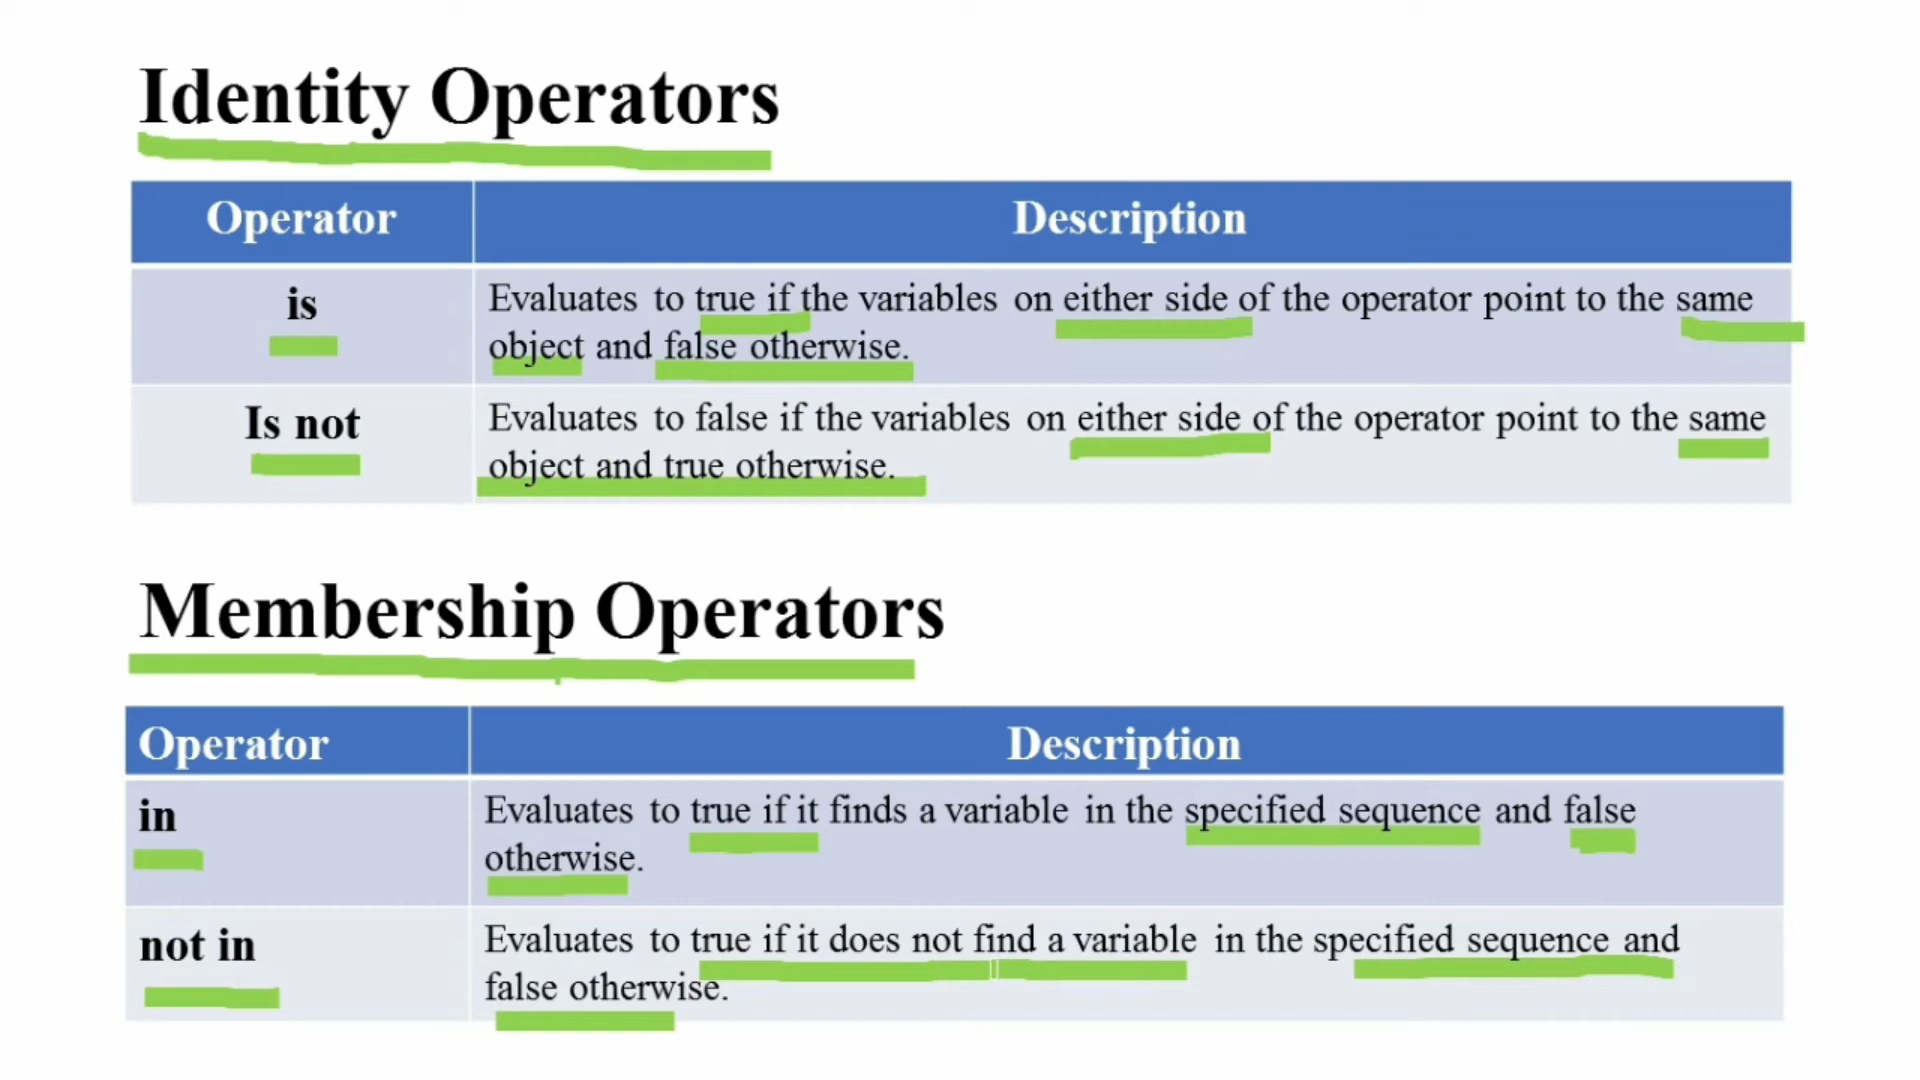 Identity Operators
Operator Description
is
Evaluates to true if the variables on either side of the operator point to the same
object and false otherwise.
Is not
Evaluates to false if the variables on either side of the operator point to the same
object and true otherwise.
Membership Operators
Operator Description
in
Evaluates to true if it finds a variable in the specified sequence and false
otherwise.
not in
Evaluates to true if it does not find a variable in the specified sequence and
false otherwise.